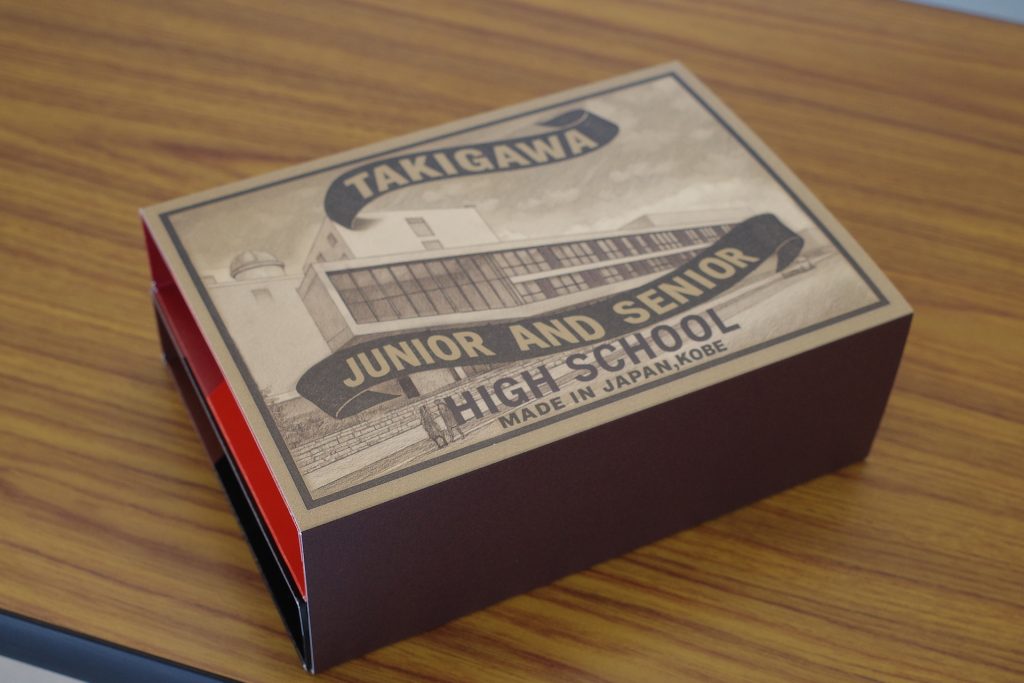 TAKIGAWA
JUNIOR AND SENIOR
HIGH SCHOOL
MADE IN JAPAN,KOBE